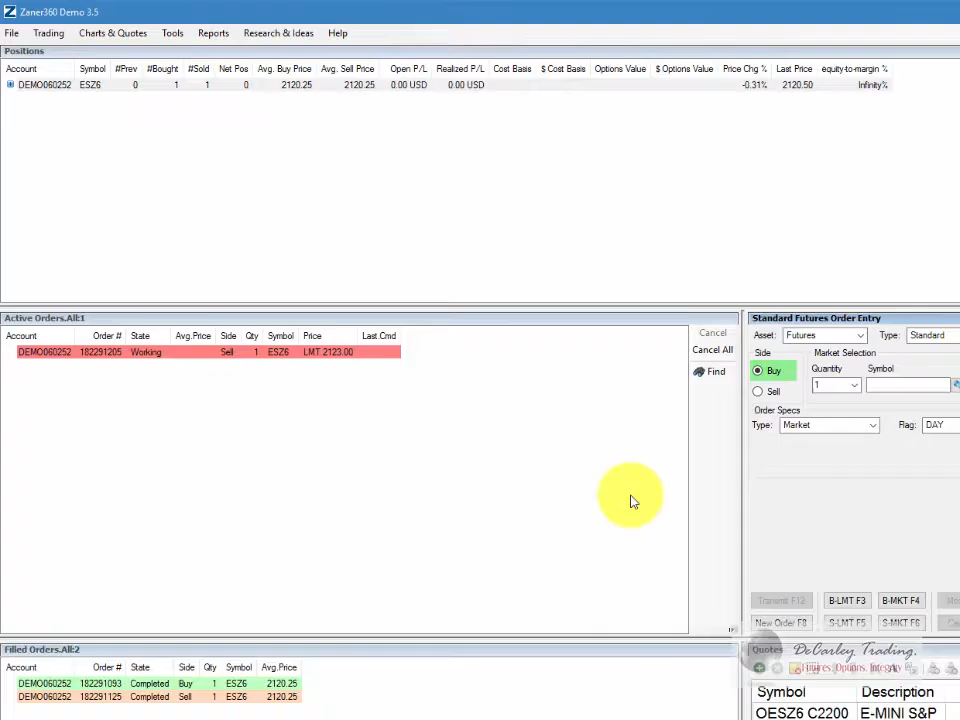 Zaner360 Demo 3.5
File Trading Charts & Quotes Tools Reports Research & Ideas Help
Positions
Account Symbol #Prev #Bought #Sold Net Pos Avg. Buy Price Avg. Sell Price Open P/L Realized P/L Cost Basis $ Cost Basis Options Value $ Options Value Price Chg % Last Price equity-to-margin %
DEMO060252 ESZ6 0 1 1 0 2120.25 2120.25 0.00 USD 0.00 USD -0.31% 2120.50 Infinity%
Active Orders.All:1
Account Order # State Avg.Price Side Qty Symbol Price Last.Cmd
DEMO060252 182291205 Working Sell 1 ESZ6 LMT 2123.00
Cancel
Cancel All
Find
Standard Futures Order Entry
Asset: Futures Type: Standard
Side Market Selection
Buy Quantity Symbol
1
Sell
Order Specs
Type: Market Flag: DAY
Transmit F12 B-LMT F3 B-MKT F4
New Order F8 S-LMT F5 S-MKT F6
Filled Orders.All:2
Account Order # State Side Qty Symbol Avg.Price
DEMO060252 182291093 Completed Buy 1 ESZ6 2120.25
DEMO060252 182291125 Completed Sell 1 ESZ6 2120.25
Quotes DeCarley Trading.
Futures. Options. Integrity
Symbol Description
OESZ6 C2200 E-MINI S&P